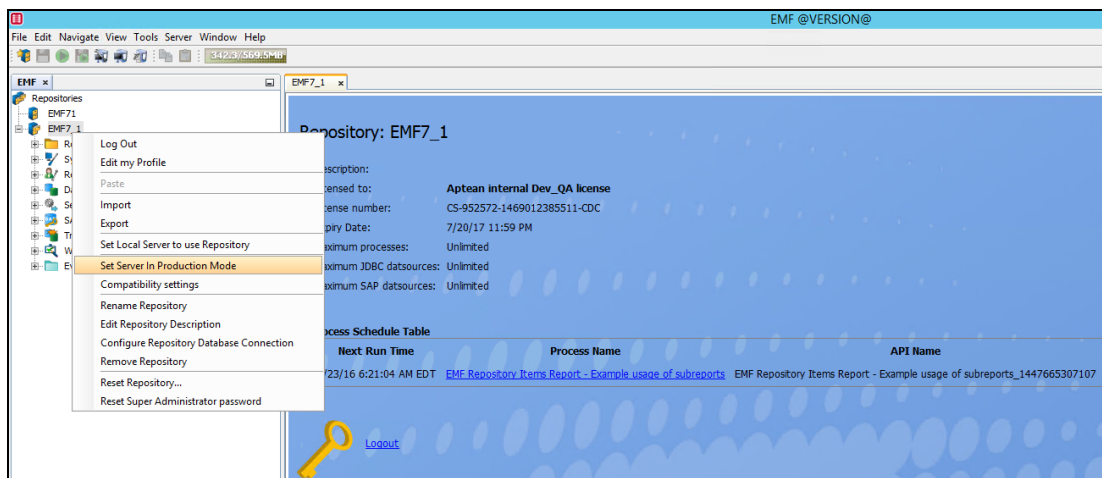 EMF @VERSION@
File Edit Navigate View Tools Server Window Help
342.3/569.5MB
EMF x
EMF7_1 x
Repositories
EMF71
EMF7_1
Log Out
Edit my Profile
Paste
Import
Export
Set Local Server to use Repository
Set Server In Production Mode
Compatibility settings
Rename Repository
Edit Repository Description
Configure Repository Database Connection
Remove Repository
Reset Repository...
Reset Super Administrator password
Repository: EMF7_1
escription:
censed to: Aptean internal Dev_QA license
cense number: CS-952572-1469012385511-CDC
piry Date: 7/20/17 11:59 PM
aximum processes: Unlimited
aximum JDBC datsources: Unlimited
aximum SAP datsources: Unlimited
ocess Schedule Table
Next Run Time Process Name API Name
/23/16 6:21:04 AM EDT EMF Repository Items Report - Example usage of subreports EMF Repository Items Report - Example usage of subreports_1447665307107
Logout